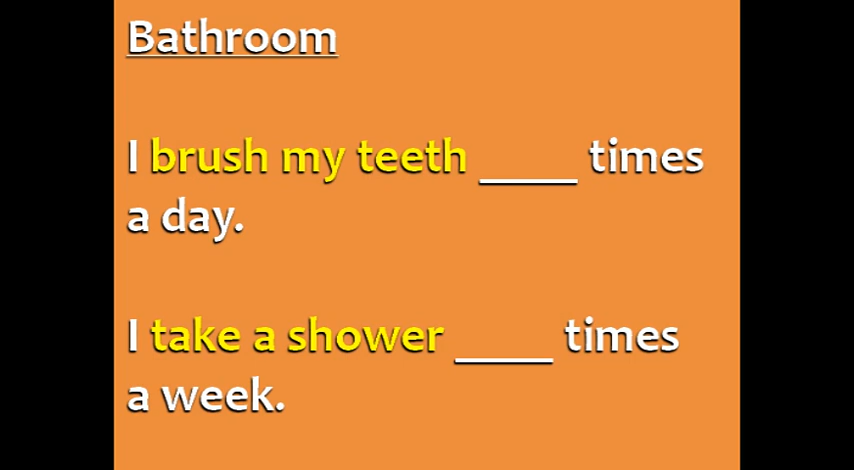 Bathroom
I brush my teeth ____ times
a day.
I take a shower ____ times
a week.